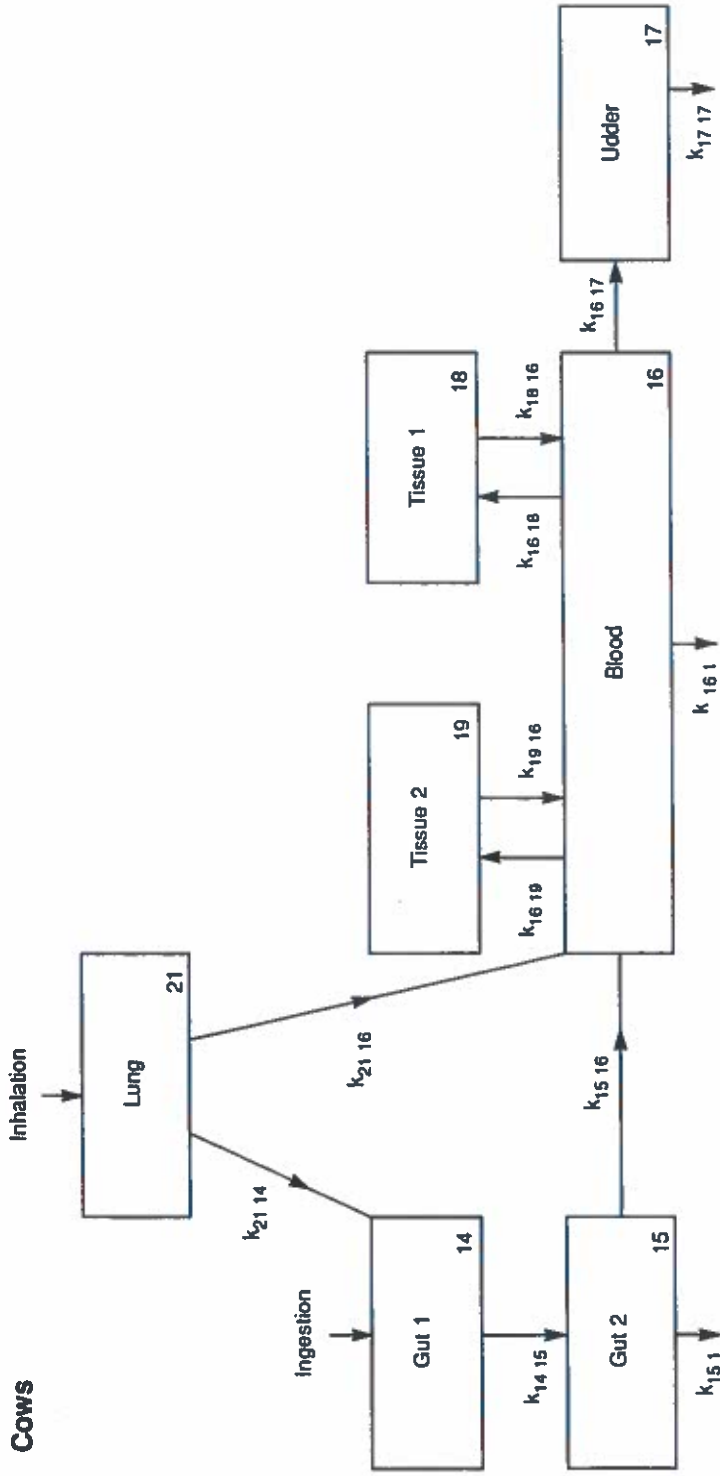 Cows
Inhalation
Lung
21
k21 14
k21 16
Ingestion
Gut 1
14
k14 15
Gut 2
15
k15 1
k15 16
Tissue 2
19
k16 19
k19 16
Tissue 1
18
k16 18
k18 16
Blood
16
k16 1
k16 17
Udder
17
k17 17